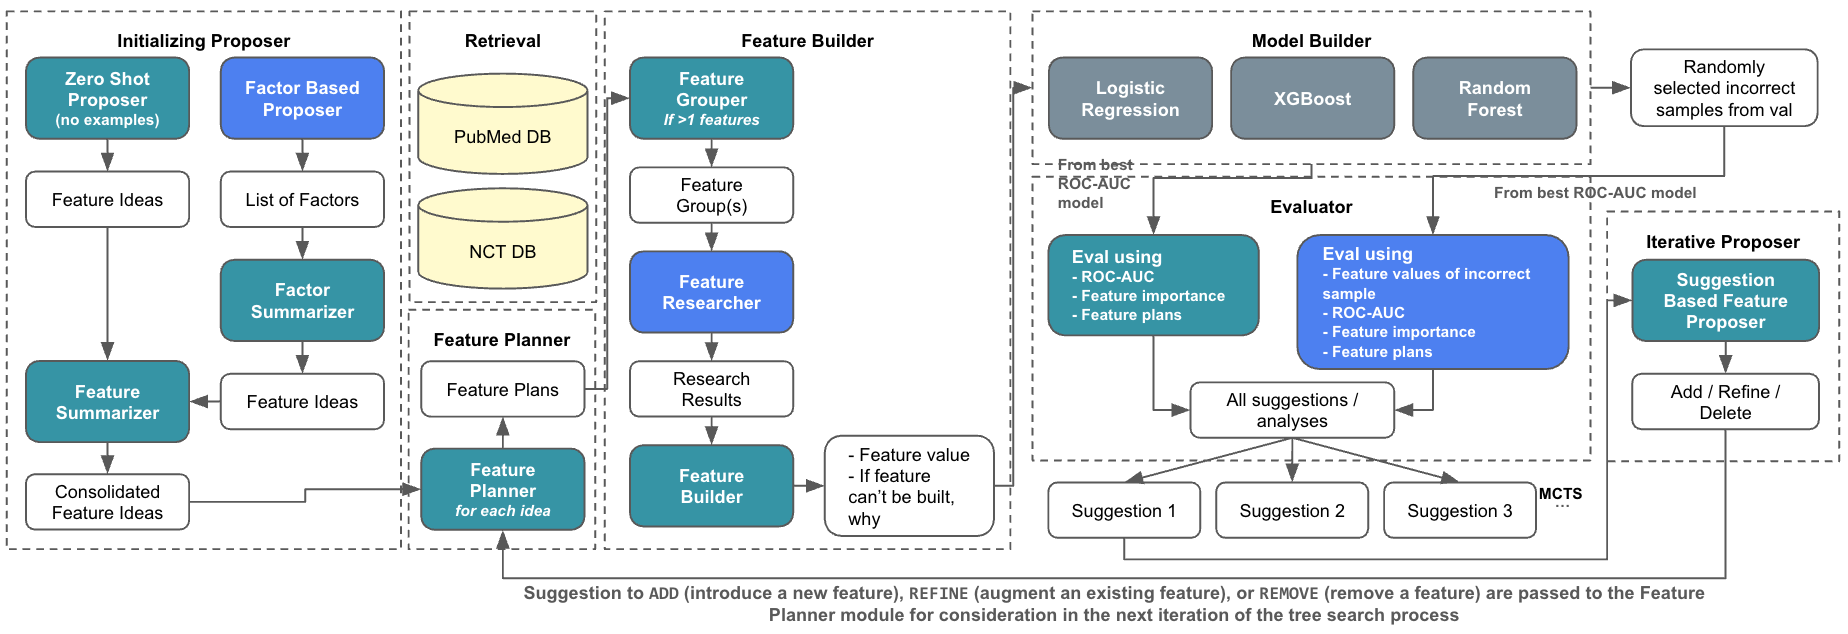 Initializing Proposer
Zero Shot
Proposer
(no examples)
Factor Based
Proposer
Feature Ideas
List of Factors
Factor
Summarizer
Feature
Summarizer
Feature Ideas
Consolidated
Feature Ideas
Retrieval
PubMed DB
NCT DB
Feature Planner
Feature Plans
Feature
Planner
for each idea
Feature Builder
Feature
Grouper
If >1 features
Feature
Group(s)
Feature
Researcher
Research
Results
Feature
Builder
- Feature value
- If feature
can't be built,
why
Model Builder
Logistic
Regression
XGBoost
Random
Forest
Randomly
selected incorrect
samples from val
From best
ROC-AUC
model
From best ROC-AUC model
Evaluator
Eval using
- ROC-AUC
- Feature importance
- Feature plans
Eval using
- Feature values of incorrect
sample
- ROC-AUC
- Feature importance
- Feature plans
All suggestions /
analyses
Suggestion 1
Suggestion 2
Suggestion 3
MCTS
...
Iterative Proposer
Suggestion
Based Feature
Proposer
Add / Refine /
Delete
Suggestion to ADD (introduce a new feature), REFINE (augment an existing feature), or REMOVE (remove a feature) are passed to the Feature
Planner module for consideration in the next iteration of the tree search process